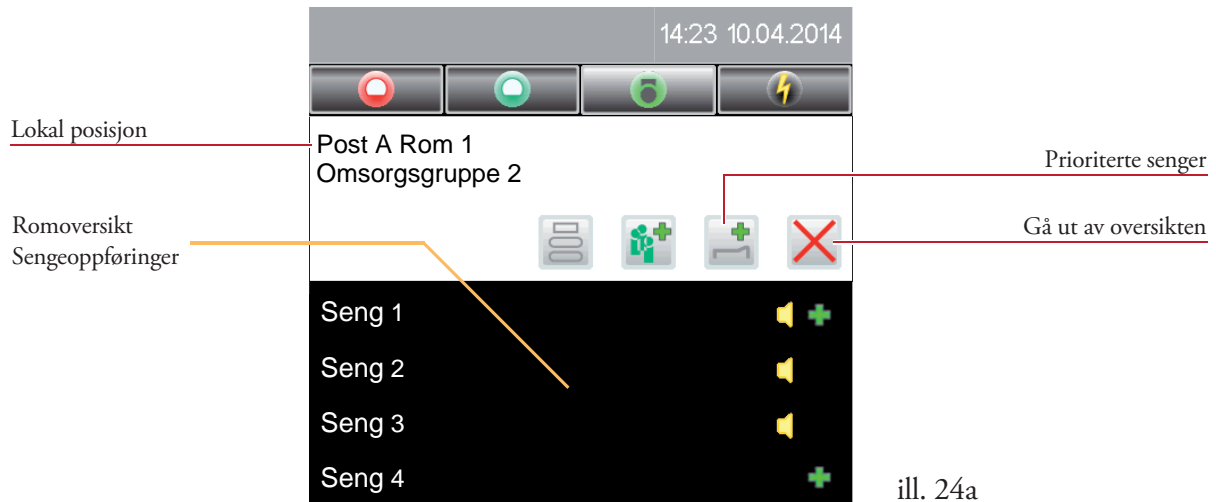 14:23 10.04.2014
Lokal posisjon
Post A Rom 1
Omsorgsgruppe 2
Prioriterte senger
Romoversikt
Sengeoppføringer
Gå ut av oversikten
Seng 1
Seng 2
Seng 3
Seng 4
ill. 24a